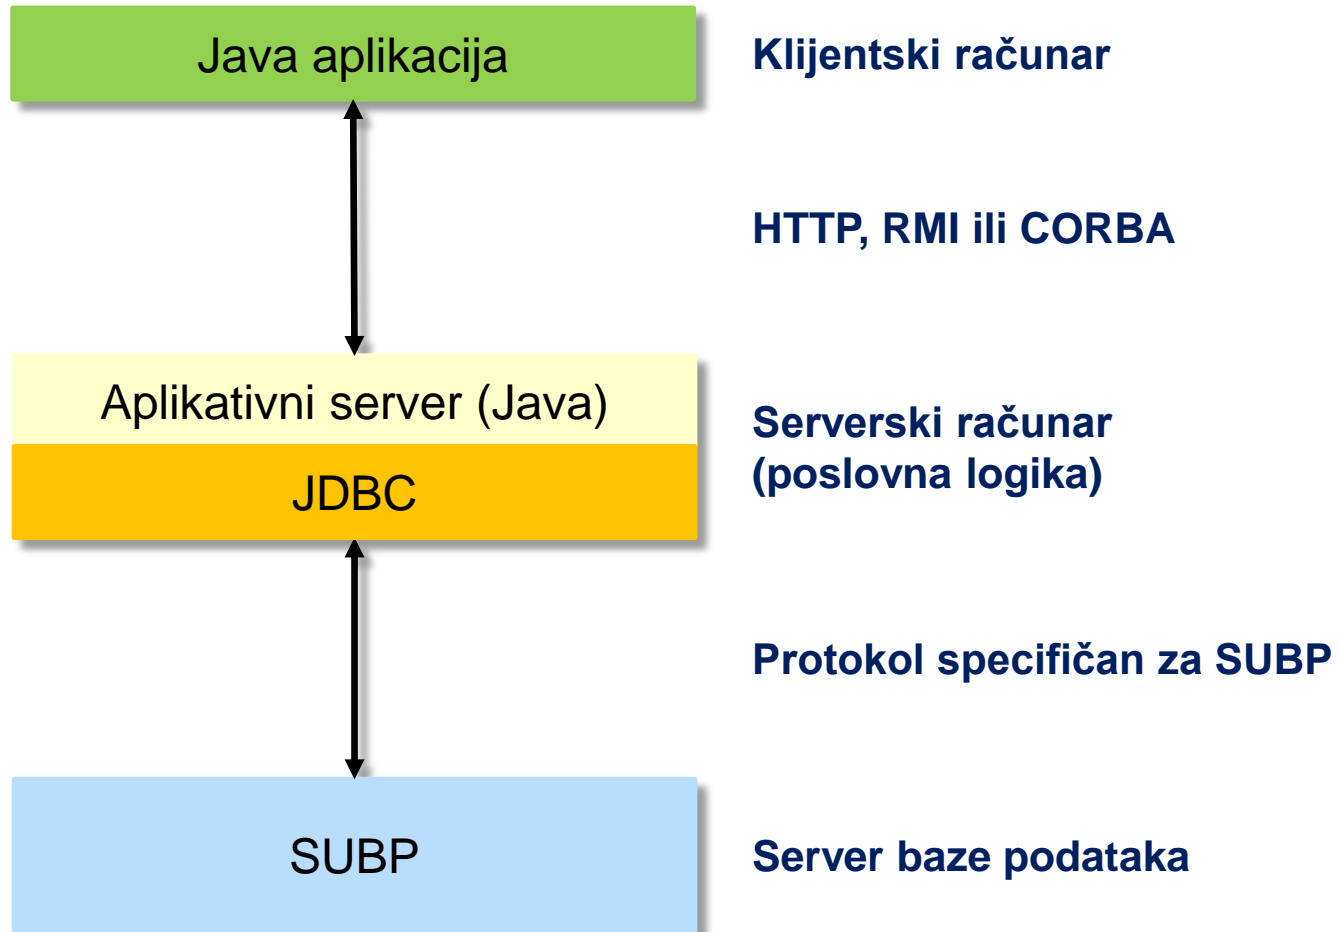 Java aplikacija
Klijentski računar
HTTP, RMI ili CORBA
Aplikativni server (Java)
JDBC
Serverski računar
(poslovna logika)
Protokol specifičan za SUBP
SUBP
Server baze podataka